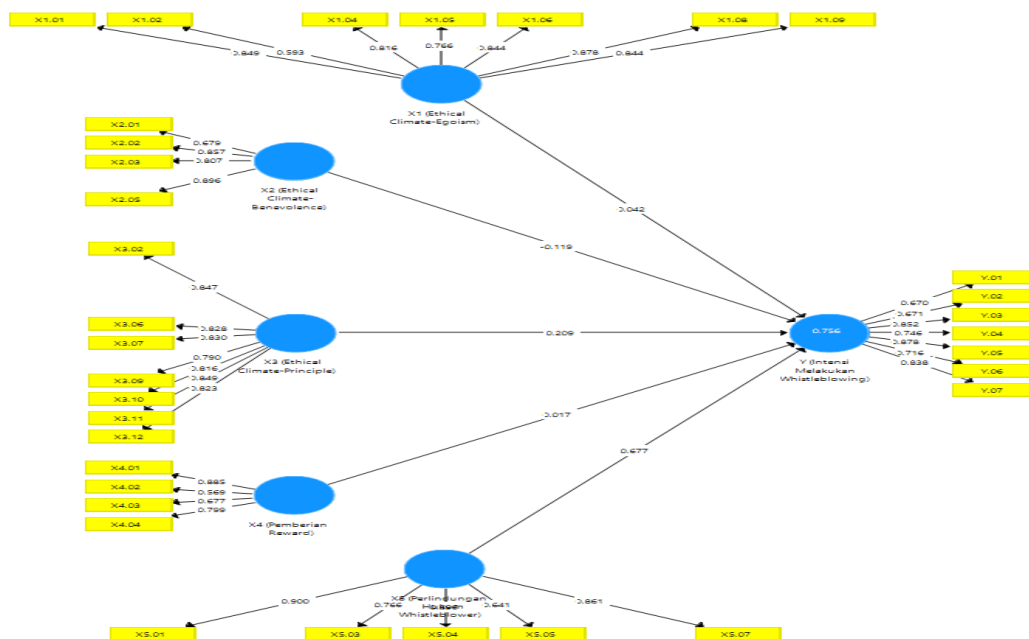 X1.01
X1.02
X1.04
X1.05
X1.06
X1.08
X1.09
0.849
0.593
0.816
0.766
0.844
0.878
0.844
X1 (Ethical
Climate-Egoism)
X2.01
X2.02
X2.03
X2.05
0.679
0.857
0.807
0.896
X2 (Ethical
Climate-
Benevolence)
0.042
-0.119
X3.02
X3.06
X3.07
X3.09
X3.10
X3.11
X3.12
0.847
0.828
0.830
0.790
0.816
0.849
0.823
X3 (Ethical
Climate-Principle)
0.209
0.756
Y (Intensi
Melakukan
Whistleblowing)
0.670
0.671
0.852
0.746
0.878
0.716
0.838
Y.01
Y.02
Y.03
Y.04
Y.05
Y.06
Y.07
X4.01
X4.02
X4.03
X4.04
0.885
0.569
0.677
0.799
X4 (Pemberian
Reward)
0.017
0.677
X5 (Perlindungan
Whistleblower)
0.900
0.766
0.641
0.861
X5.01
X5.03
X5.04
X5.05
X5.07